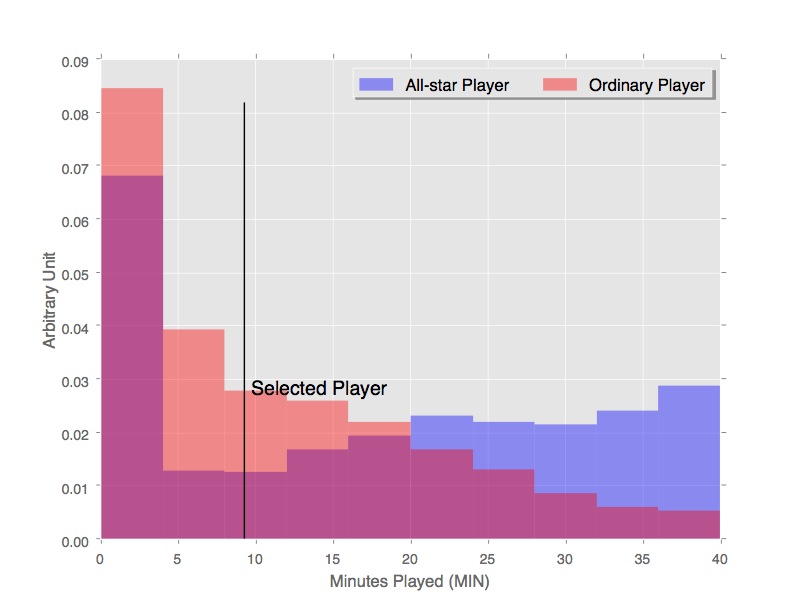 All-star Player
Ordinary Player
0.09
0.08
0.07
0.06
0.05
0.04
0.03
0.02
0.01
0.00
Arbitrary Unit
Selected Player
0 5 10 15 20 25 30 35 40
Minutes Played (MIN)